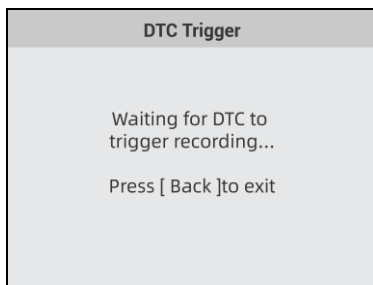 DTC Trigger
Waiting for DTC to
trigger recording...
Press [ Back ]to exit